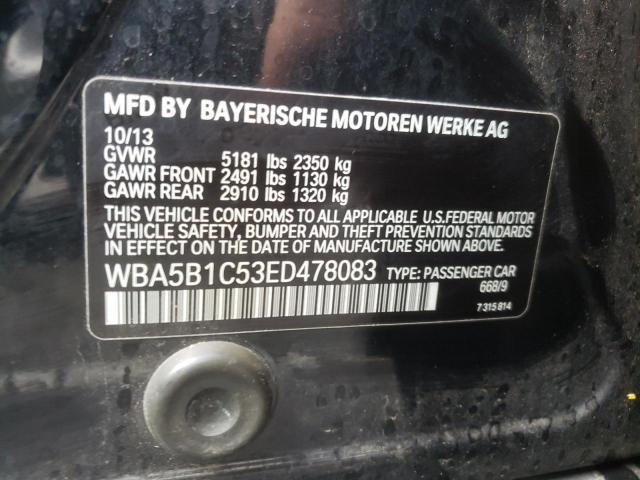 MFD BY BAYERISCHE MOTOREN WERKE AG
10/13
GVWR 5181 lbs 2350 kg
GAWR FRONT 2491 lbs 1130 kg
GAWR REAR 2910 lbs 1320 kg
THIS VEHICLE CONFORMS TO ALL APPLICABLE U.S.FEDERAL MOTOR
VEHICLE SAFETY, BUMPER AND THEFT PREVENTION STANDARDS
IN EFFECT ON THE DATE OF MANUFACTURE SHOWN ABOVE.
WBA5B1C53ED478083 TYPE: PASSENGER CAR
668/9
7 315 814